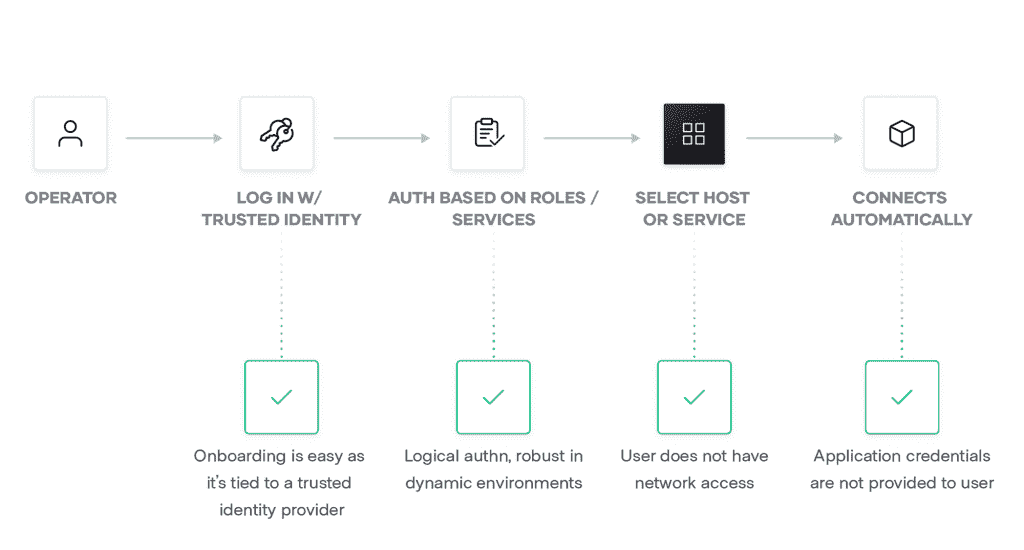 OPERATOR
LOG IN W/
TRUSTED IDENTITY
AUTH BASED ON ROLES /
SERVICES
SELECT HOST
OR SERVICE
CONNECTS
AUTOMATICALLY
Onboarding is easy as
it's tied to a trusted
identity provider
Logical authn, robust in
dynamic environments
User does not have
network access
Application credentials
are not provided to user